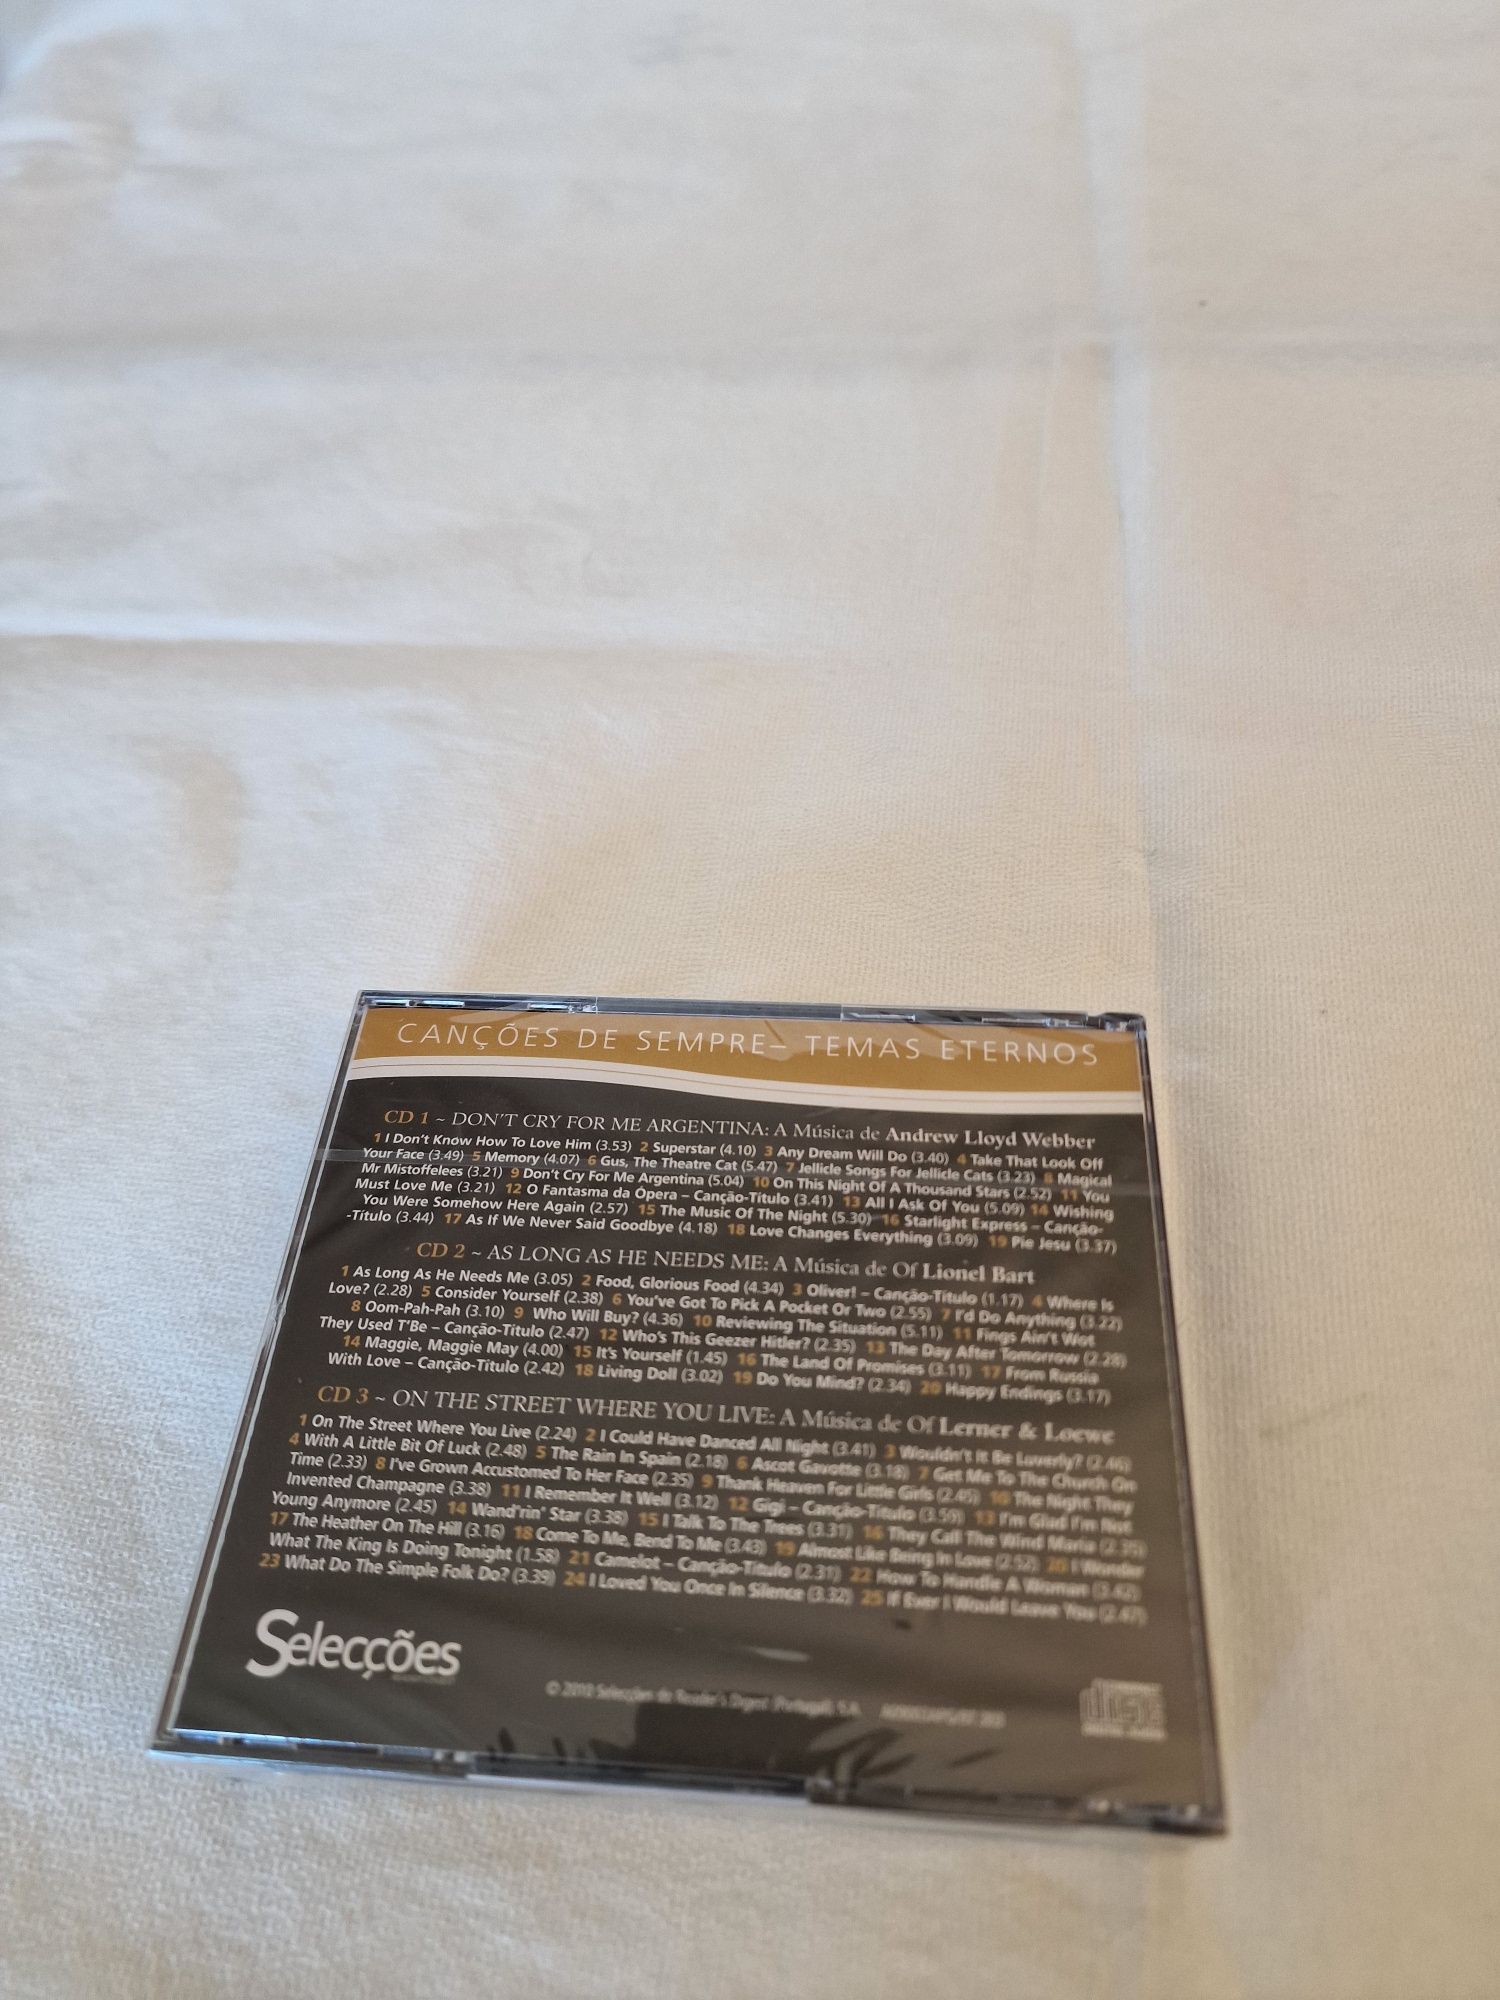 CANÇÕES DE SEMPRE– TEMAS ETERNOS
CD 1 ~ DON'T CRY FOR ME ARGENTINA: A Música de Andrew Lloyd Webber
1 I Don't Know How To Love Him (3.53) 2 Superstar (4.10) 3 Any Dream Will Do (3.40) 4 Take That Look Off
Your Face (3.49) 5 Memory (4.07) 6 Gus, The Theatre Cat (5.47) 7 Jellicle Songs For Jellicle Cats (3.23) 8 Magical
Mr Mistoffelees (3.21) 9 Don't Cry For Me Argentina (5.04) 10 On This Night Of A Thousand Stars (2.52) 11 You
Must Love Me (3.21) 12 O Fantasma da Ópera – Canção-Título (3.41) 13 All I Ask Of You (5.09) 14 Wishing
You Were Somehow Here Again (2.57) 15 The Music Of The Night (5.30) 16 Starlight Express – Canção-
-Título (3.44) 17 As If We Never Said Goodbye (4.18) 18 Love Changes Everything (3.09) 19 Pie Jesu (3.37)
CD 2 ~ AS LONG AS HE NEEDS ME: A Música de Of Lionel Bart
1 As Long As He Needs Me (3.05) 2 Food, Glorious Food (4.34) 3 Oliver! – Canção-Título (1.17) 4 Where Is
Love? (2.28) 5 Consider Yourself (2.38) 6 You've Got To Pick A Pocket Or Two (2.55) 7 I'd Do Anything (3.22)
8 Oom-Pah-Pah (3.10) 9 Who Will Buy? (4.36) 10 Reviewing The Situation (5.11) 11 Fings Ain't Wot
They Used T'Be – Canção-Título (2.47) 12 Who's This Geezer Hitler? (2.35) 13 The Day After Tomorrow (2.28)
14 Maggie, Maggie May (4.00) 15 It's Yourself (1.45) 16 The Land Of Promises (3.11) 17 From Russia
With Love – Canção-Título (2.42) 18 Living Doll (3.02) 19 Do You Mind? (2.34) 20 Happy Endings (3.17)
CD 3 ~ ON THE STREET WHERE YOU LIVE: A Música de Of Lerner & Loewe
1 On The Street Where You Live (2.24) 2 I Could Have Danced All Night (3.41) 3 Wouldn't It Be Luverly? (2.46)
4 With A Little Bit Of Luck (2.48) 5 The Rain In Spain (2.18) 6 Ascot Gavotte (3.18) 7 Get Me To The Church On
Time (2.33) 8 I've Grown Accustomed To Her Face (2.35) 9 Thank Heaven For Little Girls (2.45) 10 The Night They
Invented Champagne (3.38) 11 I Remember It Well (3.12) 12 Gigi – Canção-Título (3.50) 13 I'm Glad I'm Not
Young Anymore (2.45) 14 Wand'rin' Star (3.38) 15 I Talk To The Trees (3.31) 16 They Call The Wind Maria (2.35)
17 The Heather On The Hill (3.16) 18 Come To Me, Bend To Me (3.43) 19 Almost Like Being In Love (2.52) 20 I Wonder
What The King Is Doing Tonight (1.58) 21 Camelot – Canção-Título (2.31) 22 How To Handle A Woman (3.42)
23 What Do The Simple Folk Do? (3.39) 24 I Loved You Once In Silence (3.32) 25 If Ever I Would Leave You (2.47)
Selecções
© 2010 Selecções do Reader's Digest (Portugal), S.A.